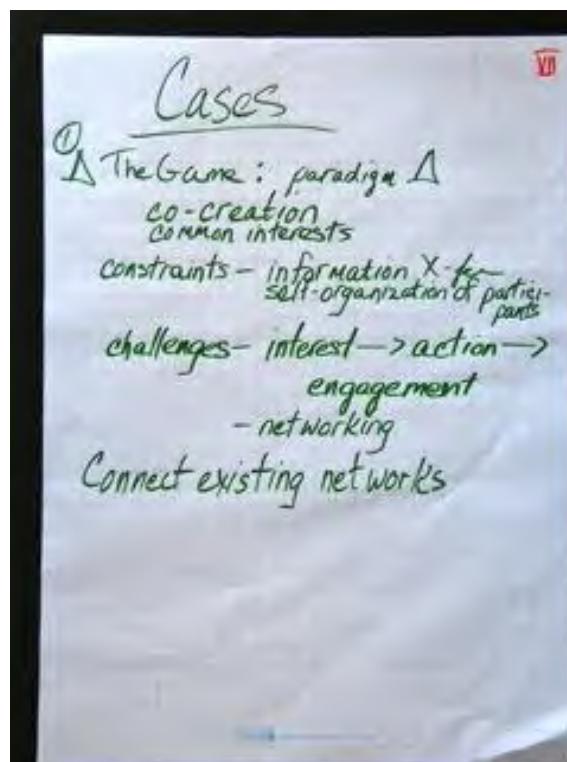 VII
Cases
①
Δ The Game: paradigm Δ
co-creation
common interests
constraints - information X-fer
self-organization of partici-
pants
challenges - interest -> action ->
engagement
- networking
Connect existing networks